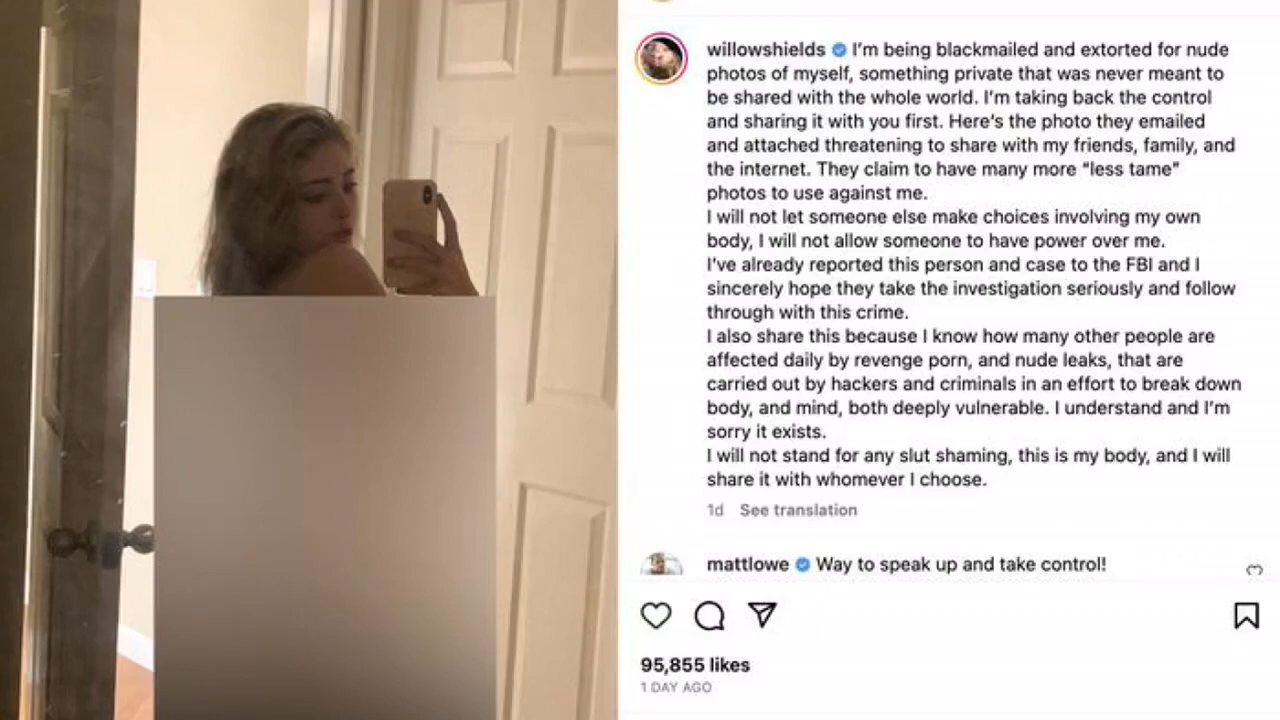 willowshields I'm being blackmailed and extorted for nude
photos of myself, something private that was never meant to
be shared with the whole world. I'm taking back the control
and sharing it with you first. Here's the photo they emailed
and attached threatening to share with my friends, family, and
the internet. They claim to have many more “less tame”
photos to use against me.
I will not let someone else make choices involving my own
body, I will not allow someone to have power over me.
I've already reported this person and case to the FBI and I
sincerely hope they take the investigation seriously and follow
through with this crime.
I also share this because I know how many other people are
affected daily by revenge porn, and nude leaks, that are
carried out by hackers and criminals in an effort to break down
body, and mind, both deeply vulnerable. I understand and I'm
sorry it exists.
I will not stand for any slut shaming, this is my body, and I will
share it with whomever I choose.
1d See translation
mattlowe Way to speak up and take control!
95,855 likes
1 DAY AGO